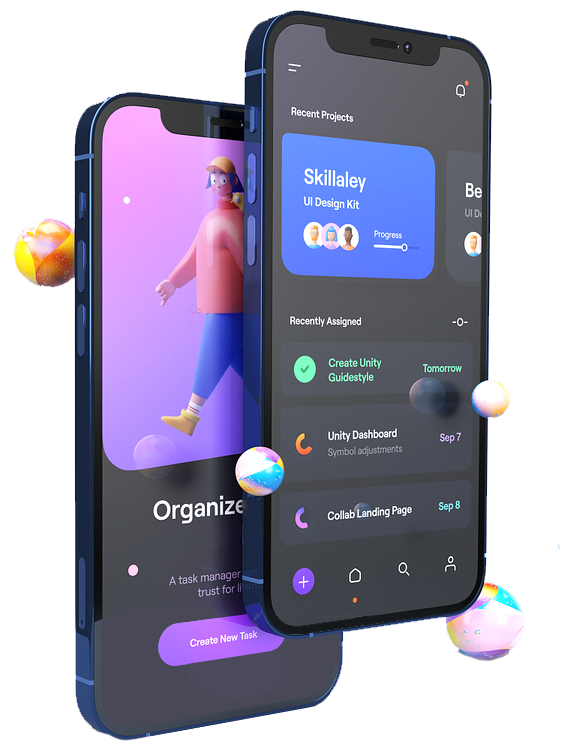 Recent Projects
Skillaley
UI Design Kit
Progress
Be
UI De
Recently Assigned
Create Unity
Guidestyle
Tomorrow
Unity Dashboard
Symbol adjustments
Sep 7
Collab Landing Page
Sep 8
Organize
A task manager
trust for
Create New Task